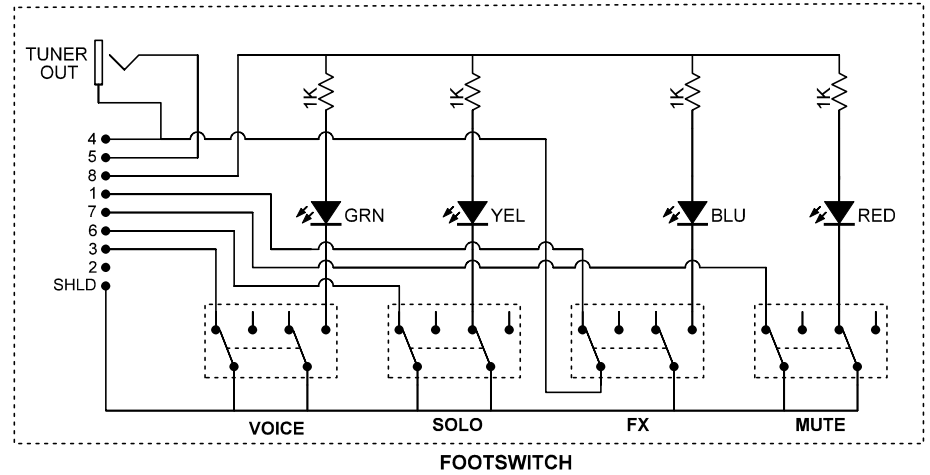 TUNER
OUT
1K
1K
1K
1K
4
5
8
1
7
6
3
2
SHLD
GRN
YEL
BLU
RED
VOICE
SOLO
FX
MUTE
FOOTSWITCH